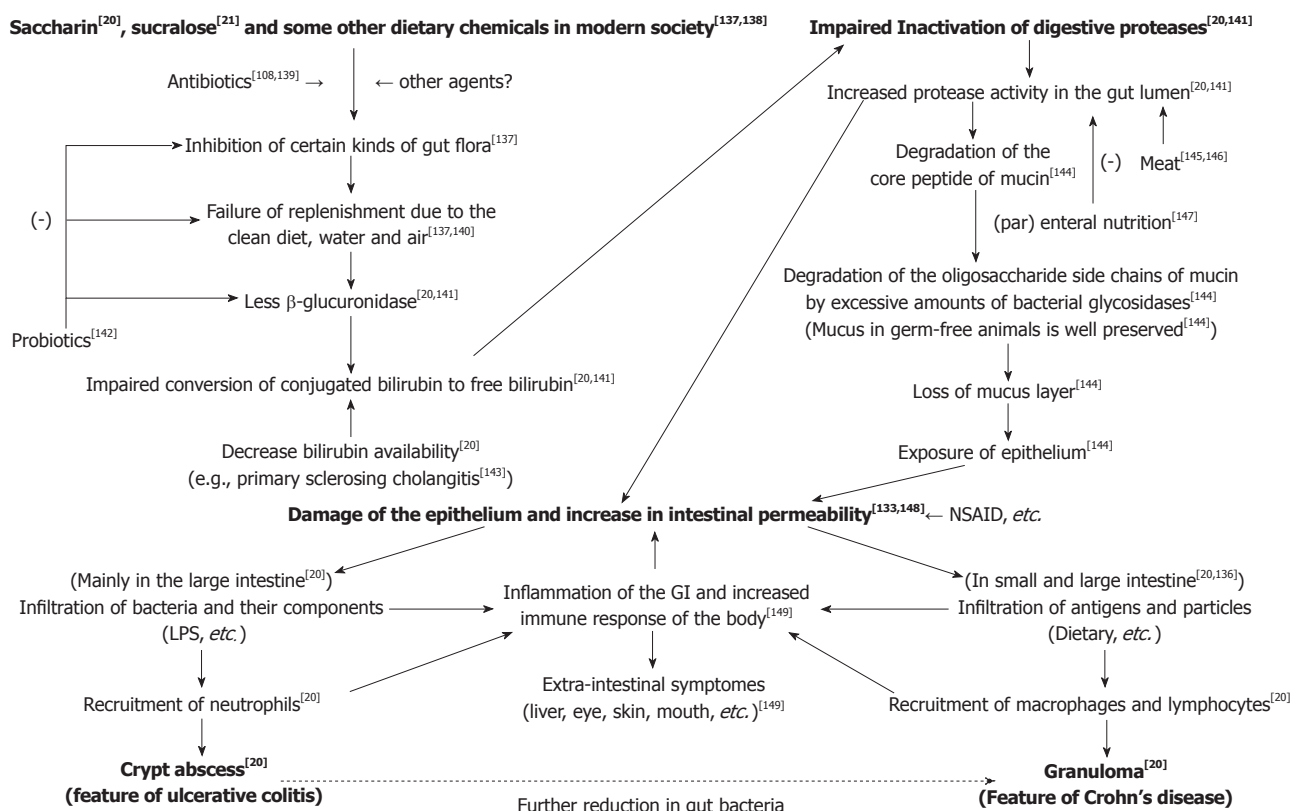 Saccharin[20], sucralose[21] and some other dietary chemicals in modern society[137,138]
Antibiotics[108,139] → ← other agents?
Inhibition of certain kinds of gut flora[137]
(-)
Failure of replenishment due to the
clean diet, water and air[137,140]
Less β-glucuronidase[20,141]
Probiotics[142]
Impaired conversion of conjugated bilirubin to free bilirubin[20,141]
Decrease bilirubin availability[20]
(e.g., primary sclerosing cholangitis[143])
Impaired Inactivation of digestive proteases[20,141]
Increased protease activity in the gut lumen[20,141]
Degradation of the
core peptide of mucin[144]
(-)
Meat[145,146]
(par) enteral nutrition[147]
Degradation of the oligosaccharide side chains of mucin
by excessive amounts of bacterial glycosidases[144]
(Mucus in germ-free animals is well preserved[144])
Loss of mucus layer[144]
Exposure of epithelium[144]
Damage of the epithelium and increase in intestinal permeability[133,148] ← NSAID, etc.
(Mainly in the large intestine[20])
Infiltration of bacteria and their components
(LPS, etc.)
Recruitment of neutrophils[20]
Crypt abscess[20]
(feature of ulcerative colitis)
Inflammation of the GI and increased
immune response of the body[149]
Extra-intestinal symptomes
(liver, eye, skin, mouth, etc.)[149]
(In small and large intestine[20,136])
Infiltration of antigens and particles
(Dietary, etc.)
Recruitment of macrophages and lymphocytes[20]
Granuloma[20]
(Feature of Crohn's disease)
Further reduction in gut bacteria